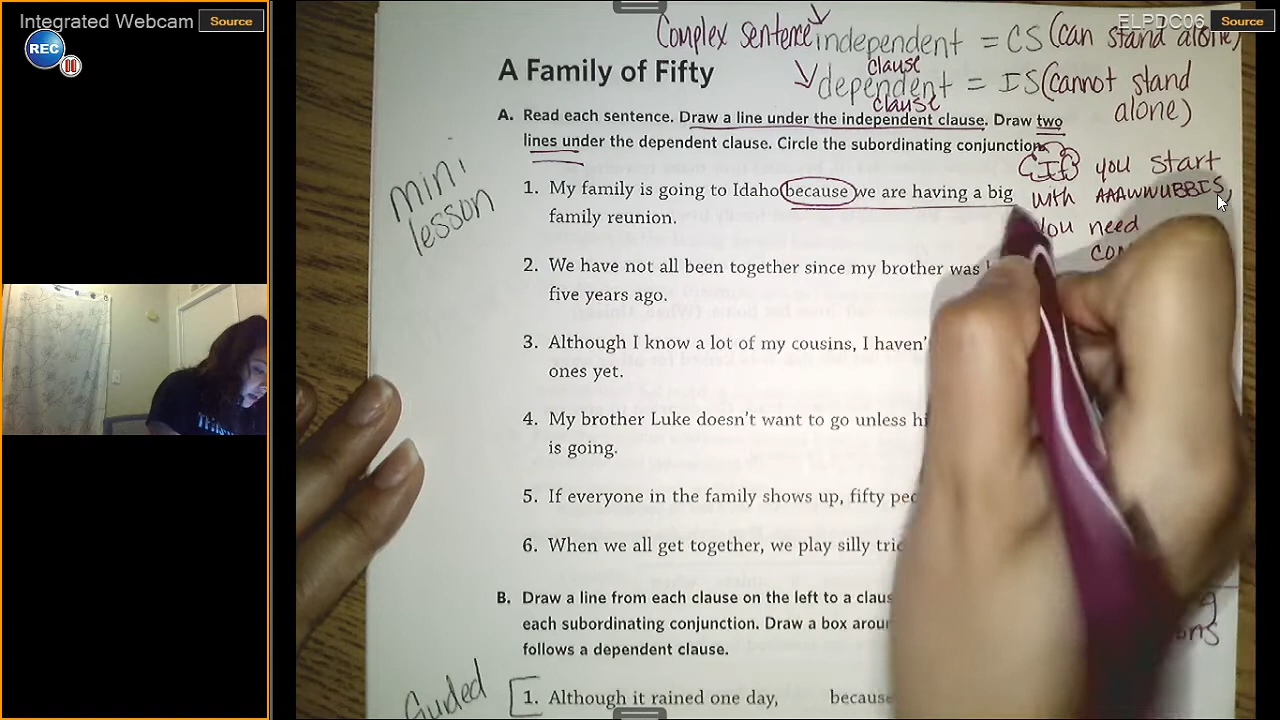 Integrated Webcam Source
ELPDC06 Source
REC
Complex sentence independent = CS (can stand alone)
clause
dependent = IS (cannot stand
clause
alone)
A Family of Fifty
A. Read each sentence. Draw a line under the independent clause. Draw two
lines under the dependent clause. Circle the subordinating conjunction.
mini
lesson
IF you start
with AAAWWUBBIS,
you need
1. My family is going to Idaho because we are having a big
family reunion.
2. We have not all been together since my brother was
five years ago.
3. Although I know a lot of my cousins, I haven't
ones yet.
4. My brother Luke doesn't want to go unless
is going.
5. If everyone in the family shows up, fifty
6. When we all get together, we play silly
B. Draw a line from each clause on the left to a
each subordinating conjunction. Draw a box
follows a dependent clause.
Guded
1. Although it rained one day, because